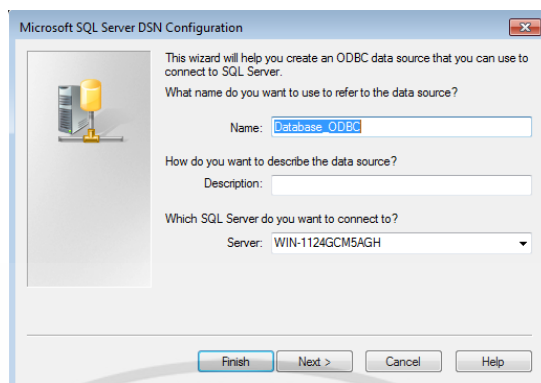 Microsoft SQL Server DSN Configuration
This wizard will help you create an ODBC data source that you can use to
connect to SQL Server.
What name do you want to use to refer to the data source?
Name: Database_ODBC
How do you want to describe the data source?
Description:
Which SQL Server do you want to connect to?
Server: WIN-1124GCM5AGH
Finish Next > Cancel Help